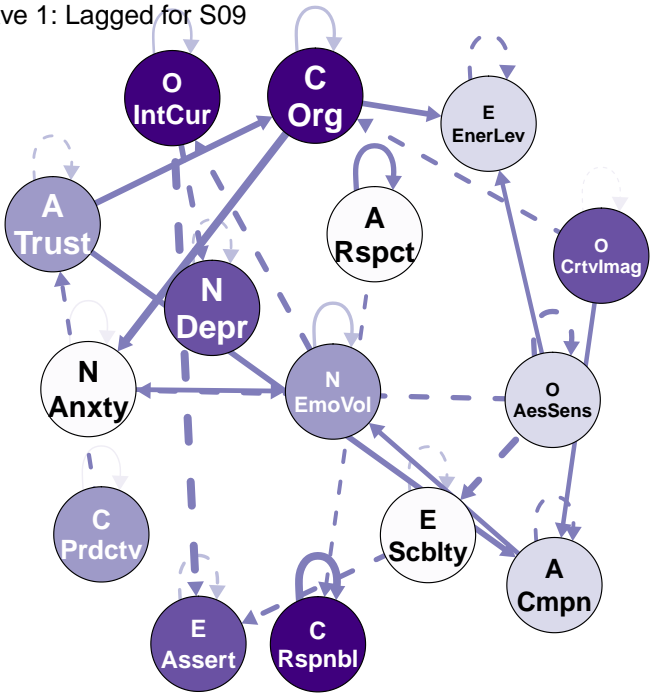 ve 1: Lagged for S09
O
IntCur
C
Org
E
EnerLev
A
Trust
A
Rspct
O
CrtvImag
N
Depr
N
Anxty
N
EmoVol
O
AesSens
C
Prdctv
E
Scblty
A
Cmpn
E
Assert
C
Rspnbl